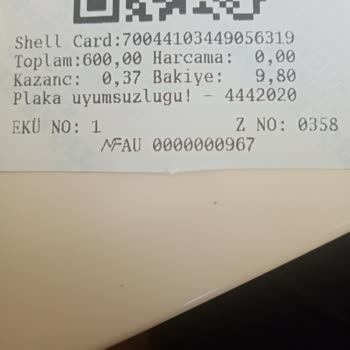 Shell Card:70044103449056319
Toplam:600,00 Harcama: 0,00
Kazanc: 0,37 Bakiye: 9,80
Plaka uyumsuzlugu! - 4442020
EKÜ NO: 1 Z NO: 0358
MFAU 0000000967